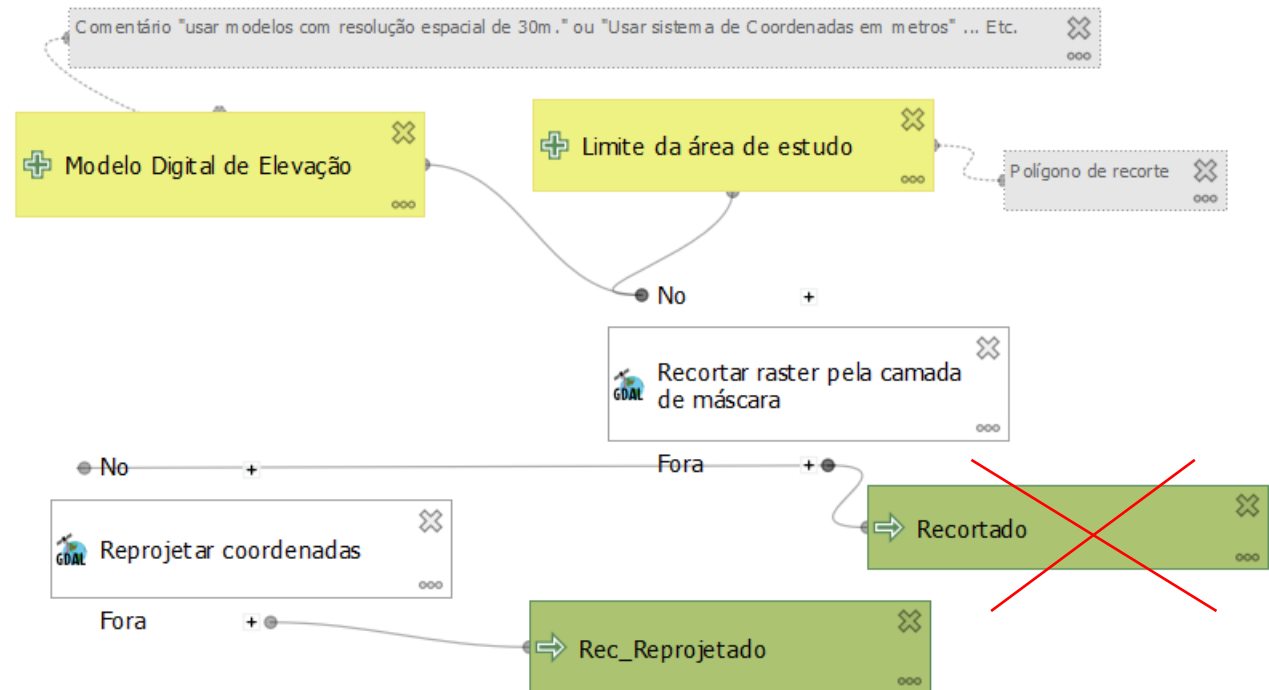 Comentário "usar modelos com resolução espacial de 30m." ou "Usar sistema de Coordenadas em metros" ... Etc.
Modelo Digital de Elevação
Limite da área de estudo
Polígono de recorte
No
GDAL
Recortar raster pela camada
de máscara
No
Fora
GDAL
Reprojetar coordenadas
Recortado
Fora
Rec_Reprojetado